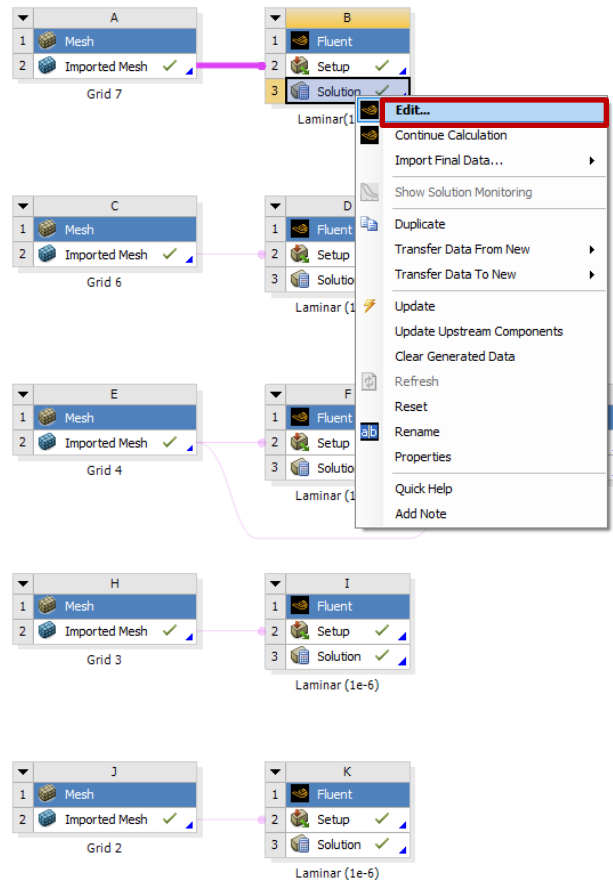 A
1 Mesh
2 Imported Mesh
Grid 7
B
1 Fluent
2 Setup
3 Solution
Laminar(1
Edit...
Continue Calculation
Import Final Data...
Show Solution Monitoring
Duplicate
Transfer Data From New
Transfer Data To New
Update
Update Upstream Components
Clear Generated Data
Refresh
Reset
a|b Rename
Properties
Quick Help
Add Note
C
1 Mesh
2 Imported Mesh
Grid 6
D
1 Fluent
2 Setup
3 Solutio
Laminar (1
E
1 Mesh
2 Imported Mesh
Grid 4
F
1 Fluent
2 Setup
3 Solutio
Laminar (1
H
1 Mesh
2 Imported Mesh
Grid 3
I
1 Fluent
2 Setup
3 Solution
Laminar (1e-6)
J
1 Mesh
2 Imported Mesh
Grid 2
K
1 Fluent
2 Setup
3 Solution
Laminar (1e-6)